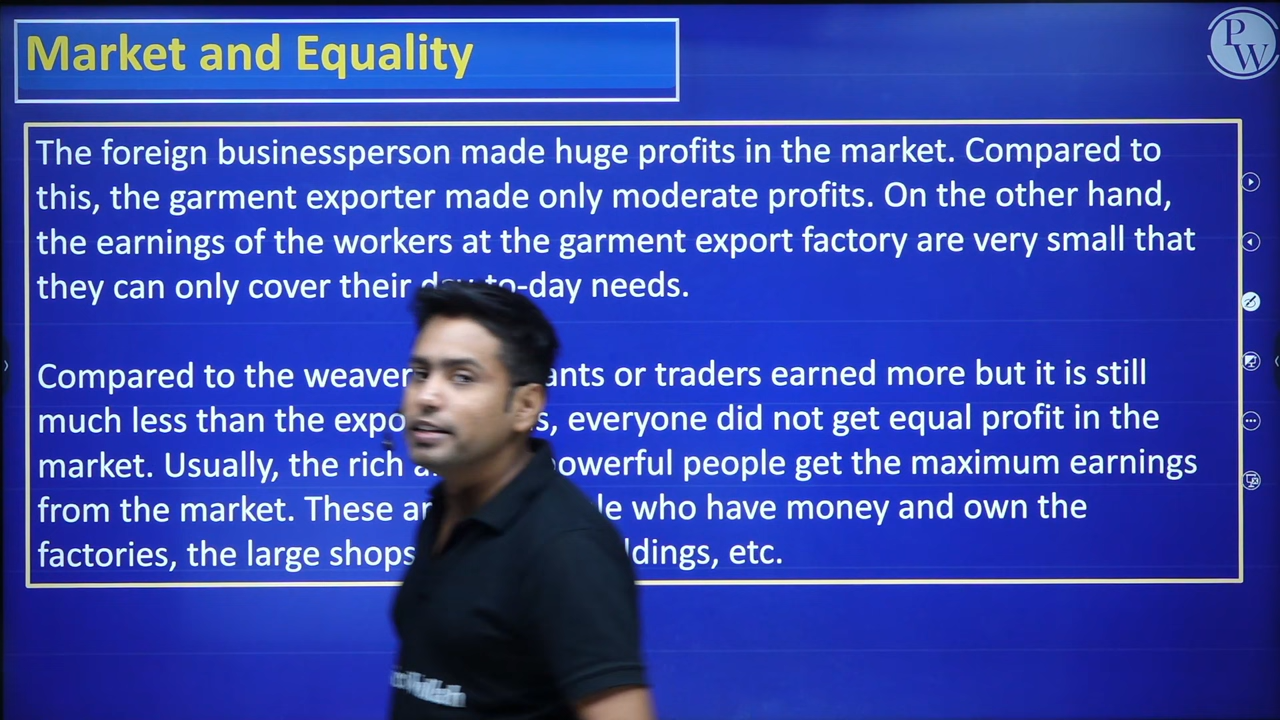 Market and Equality
PW
The foreign businessperson made huge profits in the market. Compared to
this, the garment exporter made only moderate profits. On the other hand,
the earnings of the workers at the garment export factory are very small that
they can only cover their day-to-day needs.
Compared to the weaver ants or traders earned more but it is still
much less than the expo s, everyone did not get equal profit in the
market. Usually, the rich a powerful people get the maximum earnings
from the market. These ar le who have money and own the
factories, the large shops ldings, etc.